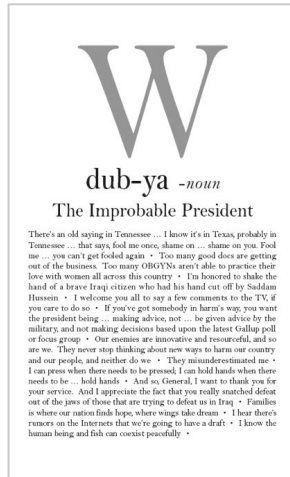 W
dub-ya -noun
The Improbable President
There's an old saying in Tennessee ... I know it's in Texas, probably in
Tennessee ... that says, fool me once, shame on ... shame on you. Fool
me ... you can't get fooled again • Too many good docs are getting
out of the business. Too many OBGYNs aren't able to practice their
love with women all across this country • I'm honored to shake the
hand of a brave Iraqi citizen who had his hand cut off by Saddam
Hussein • I welcome you all to say a few comments to the TV, if
you care to do so • If you've got somebody in harm's way, you want
the president being ... making advice, not ... be given advice by the
military, and not making decisions based upon the latest Gallup poll
or focus group • Our enemies are innovative and resourceful, and so
are we. They never stop thinking about new ways to harm our country
and our people, and neither do we • They misunderestimated me •
I can press when there needs to be pressed; I can hold hands when there
needs to be ... hold hands • And so, General, I want to thank you for
your service. And I appreciate the fact that you really snatched defeat
out of the jaws of those that are trying to defeat us in Iraq • Families
is where our nation finds hope, where wings take dream • I hear there's
rumors on the Internets that we're going to have a draft • I know the
human being and fish can coexist peacefully •